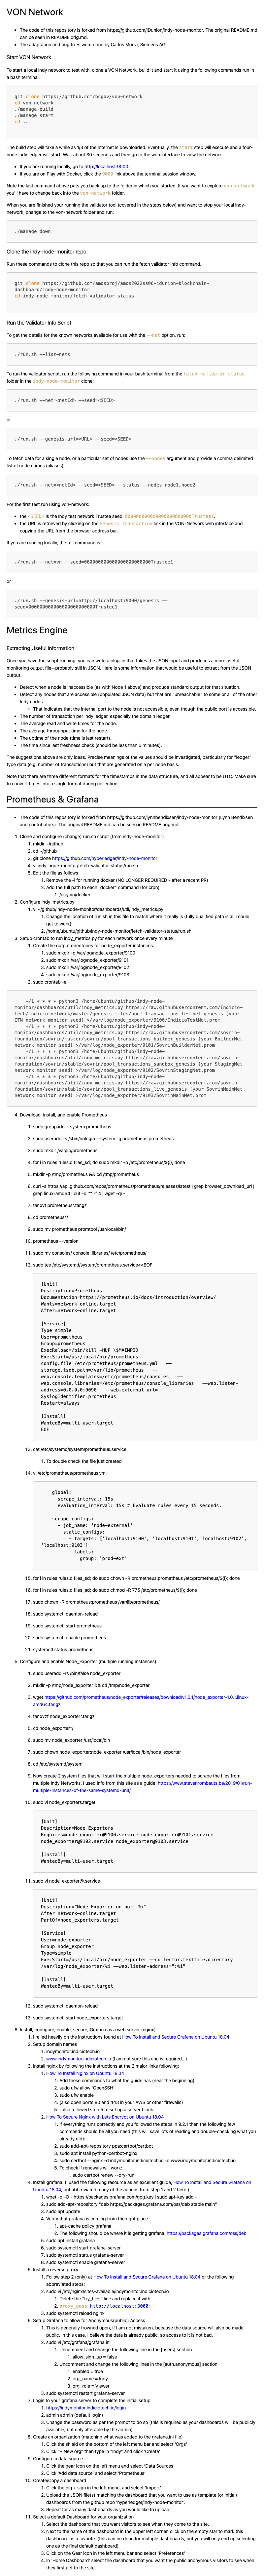 VON Network
The code of this repository is forked from https://github.com/IDunion/indy-node-monitor. The original README.md
can be seen in README.orig.md.
The adaptation and bug fixes were done by Carlos Morra, Siemens AG.
Start VON Network
To start a local Indy network to test with, clone a VON Network, build it and start it using the following commands run in
a bash terminal:
git clone https://github.com/bcgov/von-network
cd von-network
./manage build
./manage start
cd ..
The build step will take a while as 1/3 of the internet is downloaded. Eventually, the start step will execute and a four-
node Indy ledger will start. Wait about 30 seconds and then go to the web interface to view the network.
If you are running locally, go to http://localhost:9000.
If you are on Play with Docker, click the 9000 link above the terminal session window.
Note the last command above puts you back to the folder in which you started. If you want to explore von-network
you'll have to change back into the von-network folder.
When you are finished your running the validator tool (covered in the steps below) and want to stop your local indy-
network, change to the von-network folder and run:
./manage down
Clone the indy-node-monitor repo
Run these commands to clone this repo so that you can run the fetch validator info command.
git clone https://github.com/amospro/amos2022ss06-idunion-blockchain-
dashboard/indy-node-monitor
cd indy-node-monitor/fetch-validator-status
Run the Validator Info Script
To get the details for the known networks available for use with the --net option, run:
./run.sh --list-nets
To run the validator script, run the following command in your bash terminal from the fetch-validator-status
folder in the indy-node-monitor clone:
./run.sh --net=<netId> --seed=<SEED>
or
./run.sh --genesis-url=<URL> --seed=<SEED>
To fetch data for a single node, or a particular set of nodes use the --nodes argument and provide a comma delimited
list of node names (aliases);
./run.sh --net=<netId> --seed=<SEED> --status --nodes node1,node2
For the first test run using von-network:
the <SEED> is the Indy test network Trustee seed: 000000000000000000000000Trustee1.
the URL is retrieved by clicking on the Genesis Transaction link in the VON-Network web interface and
copying the URL from the browser address bar.
If you are running locally, the full command is:
./run.sh --net=vn --seed=000000000000000000000000Trustee1
or
./run.sh --genesis-url=http://localhost:9000/genesis --
seed=000000000000000000000000Trustee1
Metrics Engine
Extracting Useful Information
Once you have the script running, you can write a plug-in that takes the JSON input and produces a more useful
monitoring output file—probably still in JSON. Here is some information that would be useful to extract from the JSON
output:
Detect when a node is inaccessible (as with Node 1 above) and produce standard output for that situation.
Detect any nodes that are accessible (populated JSON data) but that are "unreachable" to some or all of the other
Indy nodes.
That indicates that the internal port to the node is not accessible, even though the public port is accessible.
The number of transaction per Indy ledger, especially the domain ledger.
The average read and write times for the node.
The average throughput time for the node.
The uptime of the node (time is last restart).
The time since last freshness check (should be less than 5 minutes).
The suggestions above are only ideas. Precise meanings of the values should be investigated, particularly for "ledger"
type data (e.g. number of transactions) but that are generated on a per node basis.
Note that there are three different formats for the timestamps in the data structure, and all appear to be UTC. Make sure
to convert times into a single format during collection.
Prometheus & Grafana
The code of this repository is forked from https://github.com/lynnbendixsen/indy-node-monitor (Lynn Bendixsen
and contributors). The original README.md can be seen in README.orig.md.
1. Clone and configure (change) run.sh script (from indy-node-monitor)
1. mkdir ~/github
2. cd ~/github
3. git clone https://github.com/hyperledger/indy-node-monitor
4. vi indy-node-monitor/fetch-validator-status/run.sh
5. Edit the file as follows
1. Remove the -i for running docker (NO LONGER REQUIRED - after a recent PR)
2. Add the full path to each "docker" command (for cron)
1. /usr/bin/docker
2. Configure indy_metrics.py
1. vi ~/github/indy-node-monitor/dashboards/util/indy_metrics.py
1. Change the location of run.sh in the script to match where it really is (fully qualified path is all I could
get to work):
2. /home/ubuntu/github/indy-node-monitor/fetch-validator-status/run.sh
3. Setup crontab to run indy_metrics.py for each network once every minute
1. Create the output directories for node_exporter info
1. sudo mkdir -p /var/log/node_exporter/9100
2. sudo mkdir /var/log/node_exporter/9101
3. sudo mkdir /var/log/node_exporter/9102
4. sudo mkdir /var/log/node_exporter/9103
2. sudo crontab -e
*/1 * * * * python3 /home/ubuntu/github/indy-node-
monitor/dashboards/util/indy_metrics.py https://raw.githubusercontent.com/Indicio-
tech/indicio-network/master/genesis_files/pool_transactions_testnet_genesis (your
ITN network monitor seed) >/var/log/node_exporter/9100/IndicioTestNet.prom
*/1 * * * * python3 /home/ubuntu/github/indy-node-
monitor/dashboards/util/indy_metrics.py https://raw.githubusercontent.com/sovrin-
foundation/sovrin/master/sovrin/pool_transactions_builder_genesis (your BuilderNet
network monitor seed) >/var/log/node_exporter/9101/SovrinBuilderNet.prom
*/1 * * * * python3 /home/ubuntu/github/indy-node-
monitor/dashboards/util/indy_metrics.py https://raw.githubusercontent.com/sovrin-
foundation/sovrin/master/sovrin/pool_transactions_sandbox_genesis (your StagingNet
network monitor seed) >/var/log/node_exporter/9102/SovrinStagingNet.prom
*/1 * * * * python3 /home/ubuntu/github/indy-node-
monitor/dashboards/util/indy_metrics.py https://raw.githubusercontent.com/sovrin-
foundation/sovrin/stable/sovrin/pool_transactions_live_genesis (your SovrinMainNet
network monitor seed) >/var/log/node_exporter/9103/SovrinMainNet.prom
4. Download, install, and enable Prometheus
1. sudo groupadd --system prometheus
2. sudo useradd -s /sbin/nologin --system -g prometheus prometheus
3. sudo mkdir /var/lib/prometheus
4. for i in rules rules.d files_sd; do sudo mkdir -p /etc/prometheus/${i}; done
5. mkdir -p /tmp/prometheus && cd /tmp/prometheus
6. curl -s https://api.github.com/repos/prometheus/prometheus/releases/latest | grep browser_download_url |
grep linux-amd64 | cut -d '"' -f 4 | wget -qi -
7. tar xvf prometheus*.tar.gz
8. cd prometheus*/
9. sudo mv prometheus promtool /usr/local/bin/
10. prometheus --version
11. sudo mv consoles/ console_libraries/ /etc/prometheus/
12. sudo tee /etc/systemd/system/prometheus.service<<EOF
[Unit]
Description=Prometheus
Documentation=https://prometheus.io/docs/introduction/overview/
Wants=network-online.target
After=network-online.target
[Service]
Type=simple
User=prometheus
Group=prometheus
ExecReload=/bin/kill -HUP \$MAINPID
ExecStart=/usr/local/bin/prometheus --
config.file=/etc/prometheus/prometheus.yml --
storage.tsdb.path=/var/lib/prometheus --
web.console.templates=/etc/prometheus/consoles --
web.console.libraries=/etc/prometheus/console_libraries --web.listen-
address=0.0.0.0:9090 --web.external-url=
SyslogIdentifier=prometheus
Restart=always
[Install]
WantedBy=multi-user.target
EOF
13. cat /etc/systemd/system/prometheus.service
1. To double check the file just created
14. vi /etc/prometheus/prometheus.yml
global:
scrape_interval: 15s
evaluation_interval: 15s # Evaluate rules every 15 seconds.
scrape_configs:
- job_name: 'node-external'
static_configs:
- targets: ['localhost:9100', 'localhost:9101','localhost:9102',
'localhost:9103']
labels:
group: 'prod-ext'
15. for i in rules rules.d files_sd; do sudo chown -R prometheus:prometheus /etc/prometheus/${i}; done
16. for i in rules rules.d files_sd; do sudo chmod -R 775 /etc/prometheus/${i}; done
17. sudo chown -R prometheus:prometheus /var/lib/prometheus/
18. sudo systemctl daemon-reload
19. sudo systemctl start prometheus
20. sudo systemctl enable prometheus
21. systemctl status prometheus
5. Configure and enable Node_Exporter (multiple running instances)
1. sudo useradd -rs /bin/false node_exporter
2. mkdir -p /tmp/node_exporter && cd /tmp/node_exporter
3. wget https://github.com/prometheus/node_exporter/releases/download/v1.0.1/node_exporter-1.0.1.linux-
amd64.tar.gz
4. tar xvzf node_exporter*.tar.gz
5. cd node_exporter*/
6. sudo mv node_exporter /usr/local/bin
7. sudo chown node_exporter:node_exporter /usr/local/bin/node_exporter
8. cd /etc/systemd/system
9. Now create 2 system files that will start the multiple node_exporters needed to scrape the files from
multiple Indy Networks. I used Info from this site as a guide: https://www.stevenrombauts.be/2019/01/run-
multiple-instances-of-the-same-systemd-unit/
10. sudo vi node_exporters.target
[Unit]
Description=Node Exporters
Requires=node_exporter@9100.service node_exporter@9101.service
node_exporter@9102.service node_exporter@9103.service
[Install]
WantedBy=multi-user.target
11. sudo vi node_exporter@.service
[Unit]
Description="Node Exporter on port %i"
After=network-online.target
PartOf=node_exporters.target
[Service]
User=node_exporter
Group=node_exporter
Type=simple
ExecStart=/usr/local/bin/node_exporter --collector.textfile.directory
/var/log/node_exporter/%i --web.listen-address=":%i"
[Install]
WantedBy=multi-user.target
12. sudo systemctl daemon-reload
13. sudo systemctl start node_exporters.target
6. Install, configure, enable, secure, Grafana as a web server (nginx)
1. I relied heavily on the instructions found at How To Install and Secure Grafana on Ubuntu 18.04
2. Setup domain names
1. indymonitor.indiciotech.io
2. www.indymonitor.indiciotech.io (I am not sure this one is required...)
3. Install nginx by following the instructions at the 2 major links following:
1. How To Install Nginx on Ubuntu 18.04
1. Add these commands to what the guide has (near the beginning)
2. sudo ufw allow 'OpenSSH'
3. sudo ufw enable
4. (also open ports 80 and 443 in your AWS or other firewalls)
5. I also followed step 5 to set up a server block.
2. How To Secure Nginx with Lets Encrypt on Ubuntu 18.04
1. If everything runs correctly and you followed the steps in 9.2.1 then the following few
commands should be all you need (this will save lots of reading and double-checking what you
already did):
2. sudo add-apt-repository ppa:certbot/certbot
3. sudo apt install python-certbot-nginx
4. sudo certbot --nginx -d indymonitor.indiciotech.io -d www.indymonitor.indiciotech.io
5. To check if renewals will work:
1. sudo certbot renew --dry-run
4. Install grafana: (I used the following resource as an excellent guide, How To Install and Secure Grafana on
Ubuntu 18.04, but abbreviated many of the actions from step 1 and 2 here.)
1. wget -q -O - https://packages.grafana.com/gpg.key | sudo apt-key add -
2. sudo add-apt-repository "deb https://packages.grafana.com/oss/deb stable main"
3. sudo apt update
4. Verify that grafana is coming from the right place
1. apt-cache policy grafana
2. The following should be where it is getting grafana: https://packages.grafana.com/oss/deb
5. sudo apt install grafana
6. sudo systemctl start grafana-server
7. sudo systemctl status grafana-server
8. sudo systemctl enable grafana-server
5. Install a reverse proxy
1. Follow step 2 (only) at How To Install and Secure Grafana on Ubuntu 18.04 or the following
abbreviated steps:
2. sudo vi /etc/nginx/sites-available/indymonitor.indiciotech.io
1. Delete the "try_files" line and replace it with
2. proxy_pass http://localhost:3000;
3. sudo systemctl reload nginx
6. Setup Grafana to allow for Anonymous(public) Access
1. This is generally frowned upon, if I am not mistaken, because the data source will also be made
public. In this case, I believe the data is already public, so access to it is not bad.
2. sudo vi /etc/grafana/grafana.ini
1. Uncomment and change the following line in the [users] section
1. allow_sign_up = false
2. Uncomment and change the following lines in the [auth.anonymous] section
1. enabled = true
2. org_name = Indy
3. org_role = Viewer
3. sudo systemctl restart grafana-server
7. Login to your grafana server to complete the initial setup
1. https://indymonitor.indiciotech.io/login
2. admin admin (default login)
3. Change the password as per the prompt to do so (this is required as your dashboards will be publicly
available, but only alterable by the admin)
8. Create an organization (matching what was added to the grafana.ini file)
1. Click the shield at the bottom of the left menu bar and select 'Orgs'
2. Click "+ New org" then type in "Indy" and click 'Create'
9. Configure a data source
1. Click the gear icon on the left menu and select 'Data Sources'
2. Click 'Add data source' and select 'Prometheus'
10. Create/Copy a dashboard
1. Click the big + sign in the left menu, and select 'Import'
2. Upload the JSON file(s) matching the dashboard that you want to use as template (or initial)
dashboards from the github repo 'hyperledger/indy-node-monitor'.
3. Repeat for as many dashboards as you would like to upload.
11. Select a default Dashboard for your organization
1. Select the dashboard that you want visitors to see when they come to the site.
2. Next to the name of the dashboard in the upper left corner, click on the empty star to mark this
dashboard as a favorite. (this can be done for multiple dashboards, but you will only end up selecting
one as the final default dashboard)
3. Click on the Gear icon in the left menu bar and select 'Preferences'
4. In 'Home Dashboard' select the dashboard that you want the public anonymous visitors to see when
they first get to the site.